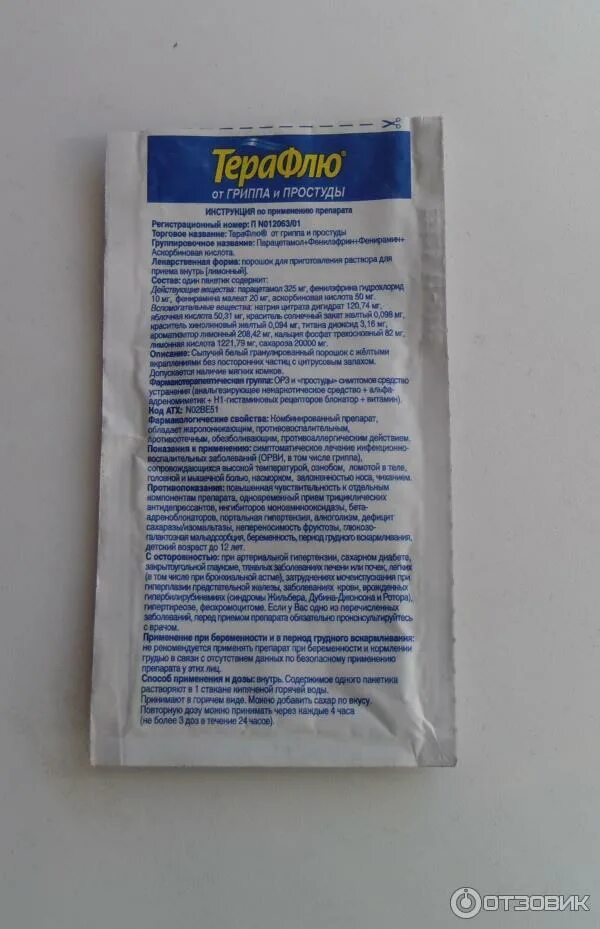 ТераФлю®
от ГРИППА и ПРОСТУДЫ
ИНСТРУКЦИЯ по применению препарата
Регистрационный номер: П N012063/01
Торговое название: ТераФлю® от гриппа и простуды
Группировочное название: Парацетамол+Фенилэфрин+Фенирамин+
Аскорбиновая кислота.
Лекарственная форма: порошок для приготовления раствора для
приема внутрь [лимонный].
Состав: один пакетик содержит:
Действующие вещества: парацетамол 325 мг, фенилэфрина гидрохлорид
10 мг, фенирамина малеат 20 мг, аскорбиновая кислота 50 мг.
Вспомогательные вещества: натрия цитрата дигидрат 120,74 мг,
яблочная кислота 50,31 мг, краситель солнечный закат желтый 0,098 мг,
краситель хинолиновый желтый 0,094 мг, титана диоксид 3,16 мг,
ароматизатор лимонный 208,42 мг, кальция фосфат трехосновный 82 мг,
лимонная кислота 1221,79 мг, сахароза 20000 мг.
Описание: Сыпучий белый гранулированный порошок с жёлтыми
вкраплениями без посторонних частиц с цитрусовым запахом.
Допускается наличие мягких комков.
Фармакотерапевтическая группа: ОРЗ и «простуды» симптомов средство
устранения (анальгезирующее ненаркотическое средство + альфа-
адреномиметик + H1-гистаминовых рецепторов блокатор + витамин).
Код АТХ: N02BE51
Фармакологические свойства: Комбинированный препарат,
обладает жаропонижающим, противовоспалительным,
противоотечным, обезболивающим, противоаллергическим действием.
Показания к применению: симптоматическое лечение инфекционно-
воспалительных заболеваний (ОРВИ, в том числе гриппа),
сопровождающихся высокой температурой, ознобом, ломотой в теле,
головной и мышечной болью, насморком, заложенностью носа, чиханием.
Противопоказания: повышенная чувствительность к отдельным
компонентам препарата, одновременный прием трициклических
антидепрессантов, ингибиторов моноаминооксидазы, бета-
адреноблокаторов, портальная гипертензия, алкоголизм, дефицит
сахаразы/изомальтазы, непереносимость фруктозы, глюкозо-
галактозная мальадсорбция, беременность, период грудного вскармливания,
детский возраст до 12 лет.
С осторожностью: при артериальной гипертензии, сахарном диабете,
закрытоугольной глаукоме, тяжелых заболеваниях печени или почек, легких
(в том числе при бронхиальной астме), затруднениях мочеиспускания при
гиперплазии предстательной железы, заболеваниях крови, врожденных
гипербилирубинемиях (синдромы Жильбера, Дубина-Джонсона и Ротора),
гипертиреозе, феохромоцитоме. Если у Вас одно из перечисленных
заболеваний, перед приемом препарата обязательно проконсультируйтесь
с врачом.
Применение при беременности и в период грудного вскармливания:
не рекомендуется применять препарат при беременности и кормлении
грудью в связи с отсутствием данных по безопасному применению
препарата у этих лиц.
Способ применения и дозы: внутрь. Содержимое одного пакетика
растворяют в 1 стакане кипяченой горячей воды.
Принимают в горячем виде. Можно добавить сахар по вкусу.
Повторную дозу можно принимать через каждые 4 часа
(не более 3 доз в течение 24 часов).
ОТЗОВИК